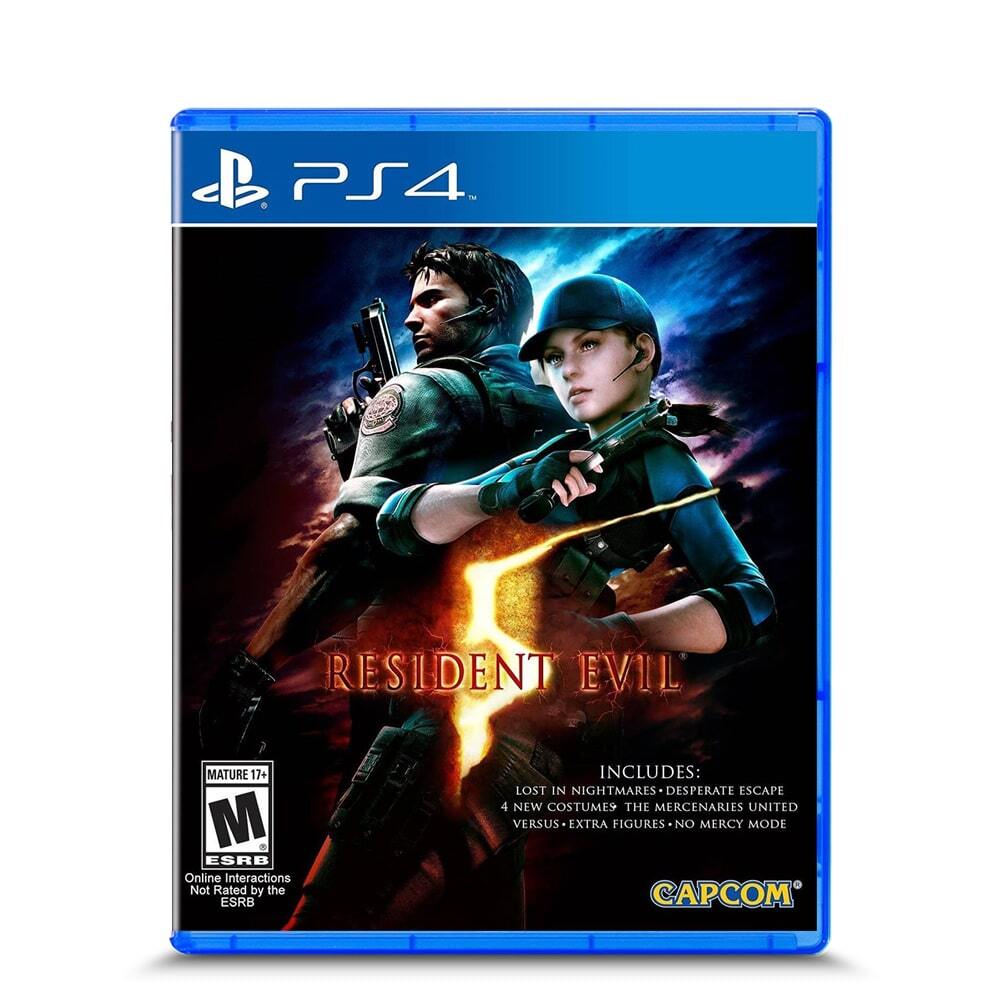 PS4™
RESIDENT EVIL®
5
INCLUDES:
LOST IN NIGHTMARES • DESPERATE ESCAPE
4 NEW COSTUMES • THE MERCENARIES UNITED
VERSUS • EXTRA FIGURES • NO MERCY MODE
MATURE 17+
M®
ESRB
Online Interactions
Not Rated by the
ESRB
CAPCOM®